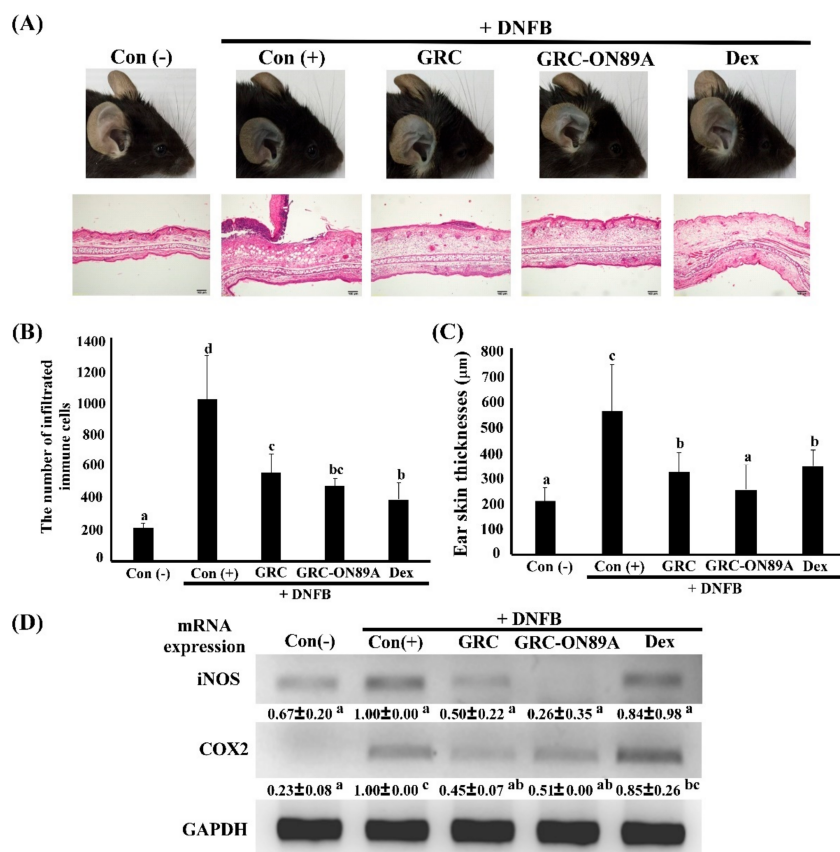 (A)
+ DNFB
Con (-) Con (+) GRC GRC-ON89A Dex
(B)
The number of infiltrated
immune cells
1400
1200
1000
800
600
400
200
0
a
d
c
bc
b
Con (-) Con (+) GRC GRC-ON89A Dex
+ DNFB
(C)
Ear skin thicknesses (μm)
800
700
600
500
400
300
200
100
0
a
c
b
a
b
Con (-) Con (+) GRC GRC-ON89A Dex
+ DNFB
(D)
+ DNFB
mRNA
expression
Con(-) Con(+) GRC GRC-ON89A Dex
iNOS
0.67±0.20 a 1.00±0.00 a 0.50±0.22 a 0.26±0.35 a 0.84±0.98 a
COX2
0.23±0.08 a 1.00±0.00 c 0.45±0.07 ab 0.51±0.00 ab 0.85±0.26 bc
GAPDH